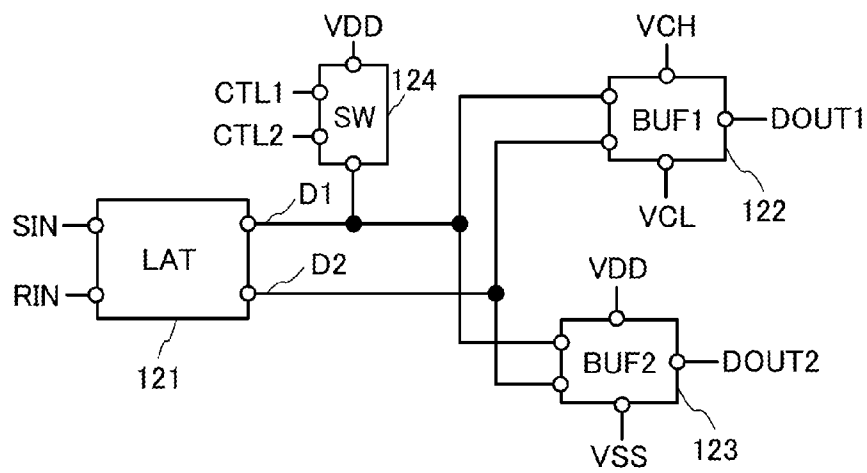 VDD
VCH
CTL1
124
SW
CTL2
BUF1
DOUT1
122
D1
SIN
VCL
LAT
D2
VDD
RIN
BUF2
DOUT2
121
123
VSS